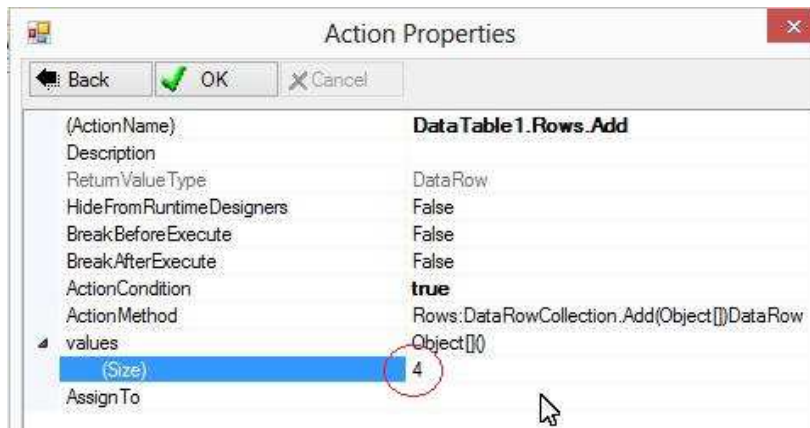 Action Properties
Back OK Cancel
(ActionName) DataTable1.Rows.Add
Description
ReturnValueType DataRow
HideFromRuntimeDesigners False
BreakBeforeExecute False
BreakAfterExecute False
ActionCondition true
ActionMethod Rows:DataRowCollection.Add(Object[])DataRow
values Object[]()
(Size) 4
AssignTo